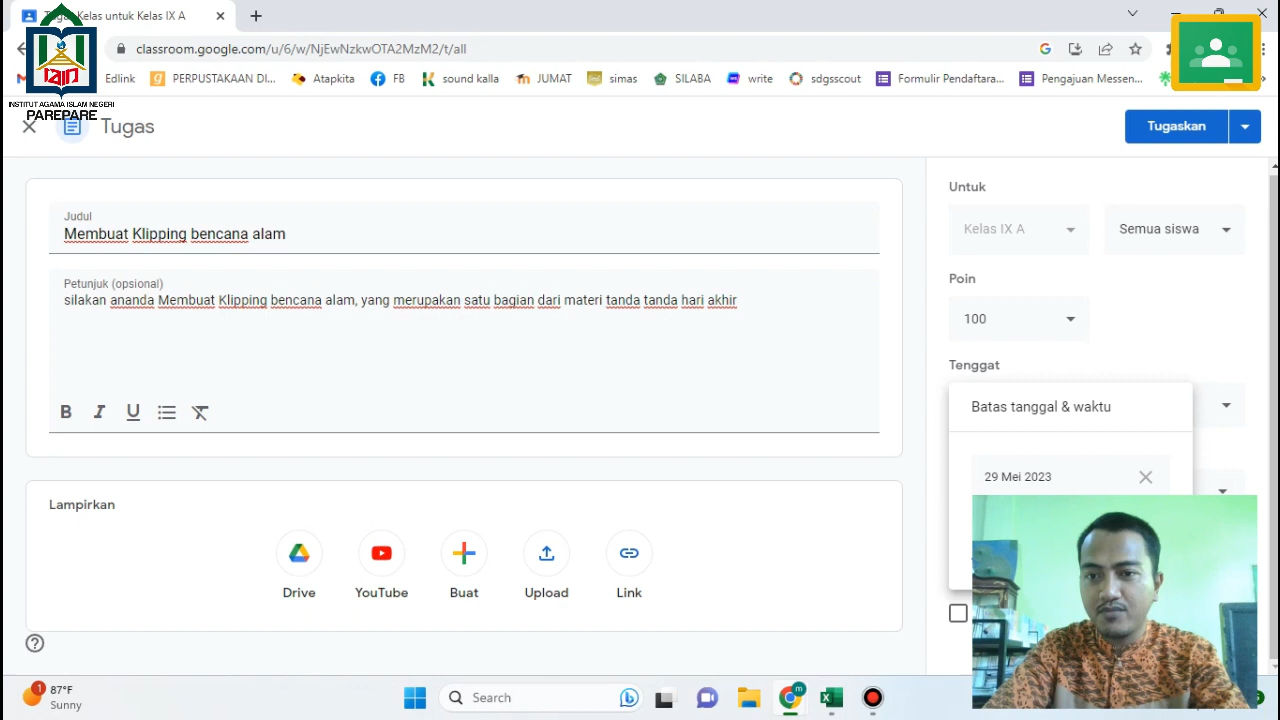 Kelas untuk Kelas IX A
classroom.google.com/u/6/w/NjEwNzkwOTA2MzM2/t/all
Edlink
PERPUSTAKAAN DI...
Atapkita
FB
sound kalla
JUMAT
simas
SILABA
write
sdgsscout
Formulir Pendaftara...
Pengajuan Messen...
iain
INSTITUT AGAMA ISLAM NEGERI
PAREPARE
Tugas
Tugaskan
Judul
Membuat Klipping bencana alam
Petunjuk (opsional)
silakan ananda Membuat Klipping bencana alam, yang merupakan satu bagian dari materi tanda tanda hari akhir
B I U
Untuk
Kelas IX A
Semua siswa
Poin
100
Tenggat
Batas tanggal & waktu
29 Mei 2023
Lampirkan
Drive
YouTube
Buat
Upload
Link
1
87°F
Sunny
Search